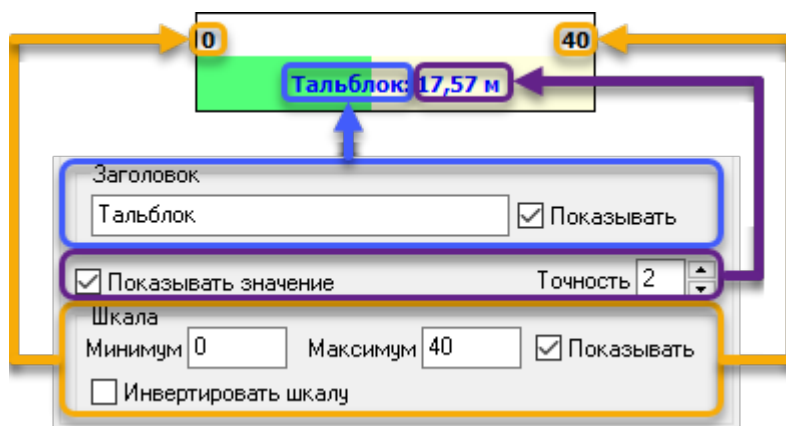 0 40
Тальблок: 17,57 м
Заголовок
Тальблок Показывать
Показывать значение Точность 2
Шкала
Минимум 0 Максимум 40 Показывать
Инвертировать шкалу